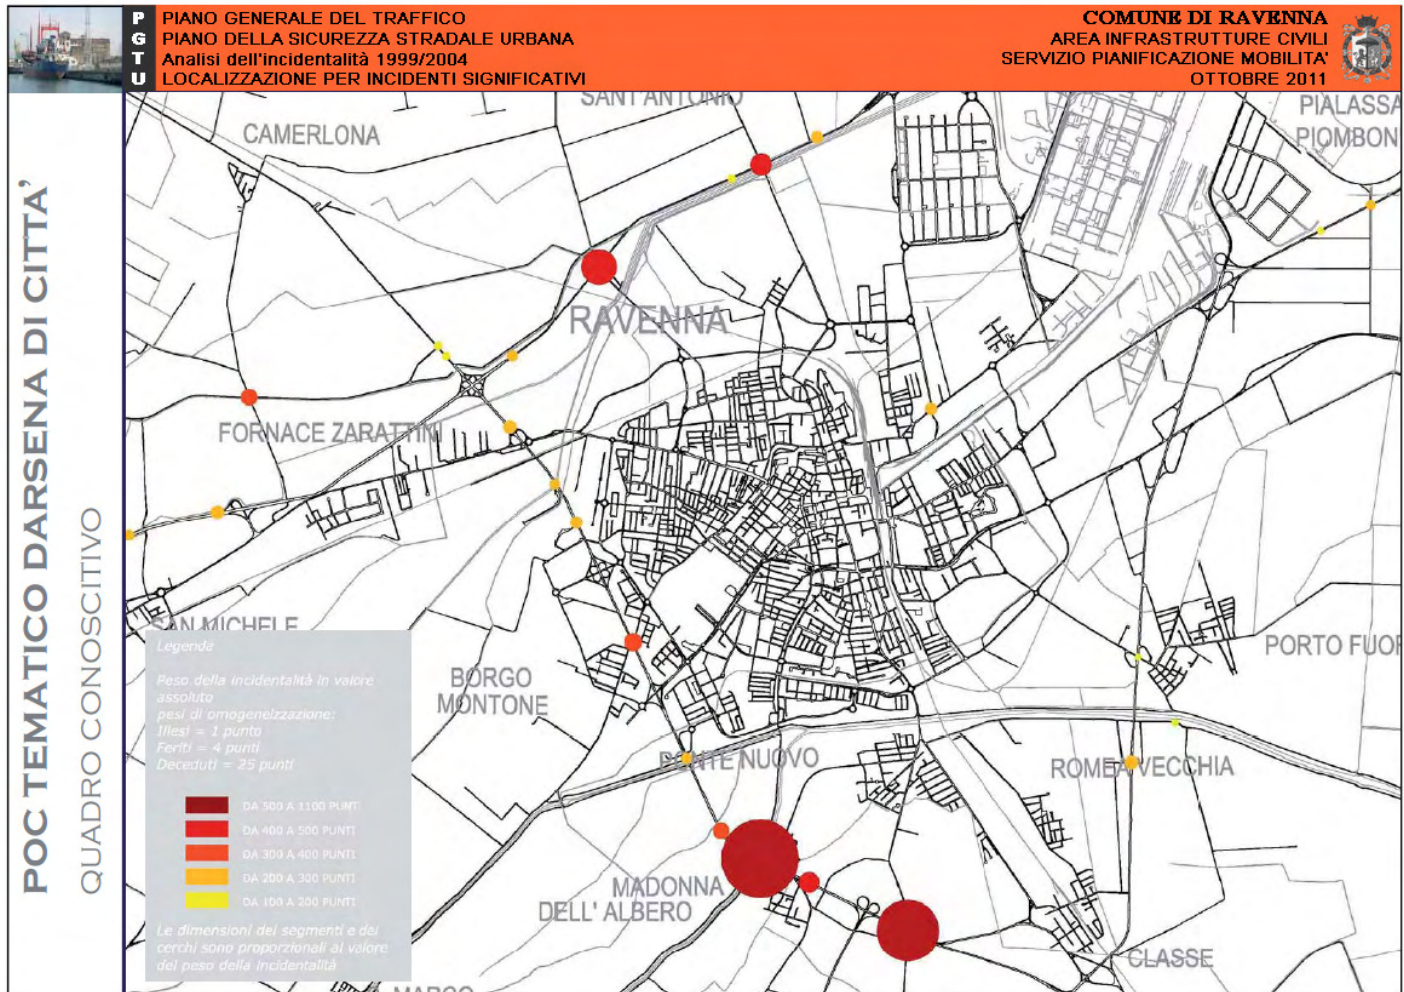 P
G
T
U
PIANO GENERALE DEL TRAFFICO
PIANO DELLA SICUREZZA STRADALE URBANA
Analisi dell'incidentalità 1999/2004
LOCALIZZAZIONE PER INCIDENTI SIGNIFICATIVI
COMUNE DI RAVENNA
AREA INFRASTRUTTURE CIVILI
SERVIZIO PIANIFICAZIONE MOBILITA'
OTTOBRE 2011
POC TEMATICO DARSENA DI CITTA'
QUADRO CONOSCITIVO
SANT'ANTONIO
PIALASSA
PIOMBON
CAMERLONA
RAVENNA
FORNACE ZARATTINI
SAN MICHELE
BORGO
MONTONE
PORTO FUOR
PONTE NUOVO
ROMEA VECCHIA
MADONNA
DELL' ALBERO
CLASSE
Legenda
Peso della incidentalità in valore
assoluto
pesi di omogeneizzazione:
Illesi = 1 punto
Feriti = 4 punti
Deceduti = 25 punti
DA 500 A 1100 PUNTI
DA 400 A 500 PUNTI
DA 300 A 400 PUNTI
DA 200 A 300 PUNTI
DA 100 A 200 PUNTI
Le dimensioni dei segmenti e dei
cerchi sono proporzionali al valore
del peso della incidentalità